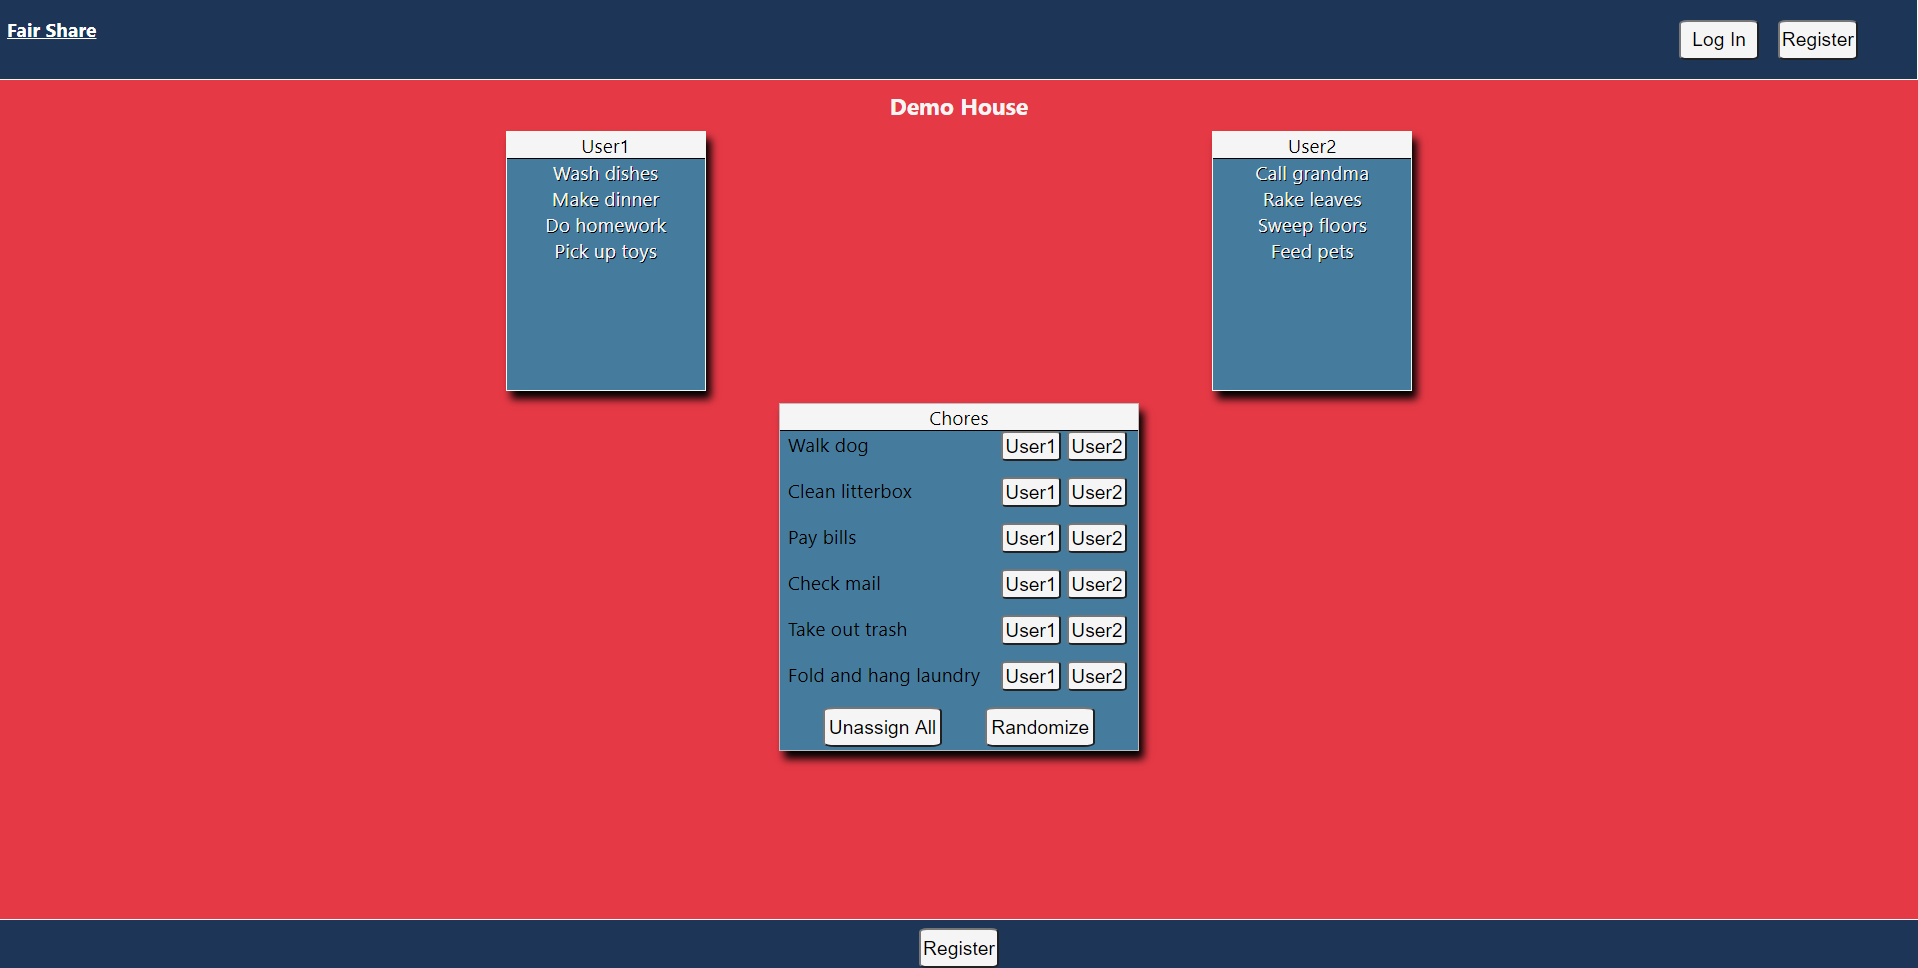 Fair Share
Log In Register
Demo House
User1
Wash dishes
Make dinner
Do homework
Pick up toys
User2
Call grandma
Rake leaves
Sweep floors
Feed pets
Chores
Walk dog User1 User2
Clean litterbox User1 User2
Pay bills User1 User2
Check mail User1 User2
Take out trash User1 User2
Fold and hang laundry User1 User2
Unassign All Randomize
Register